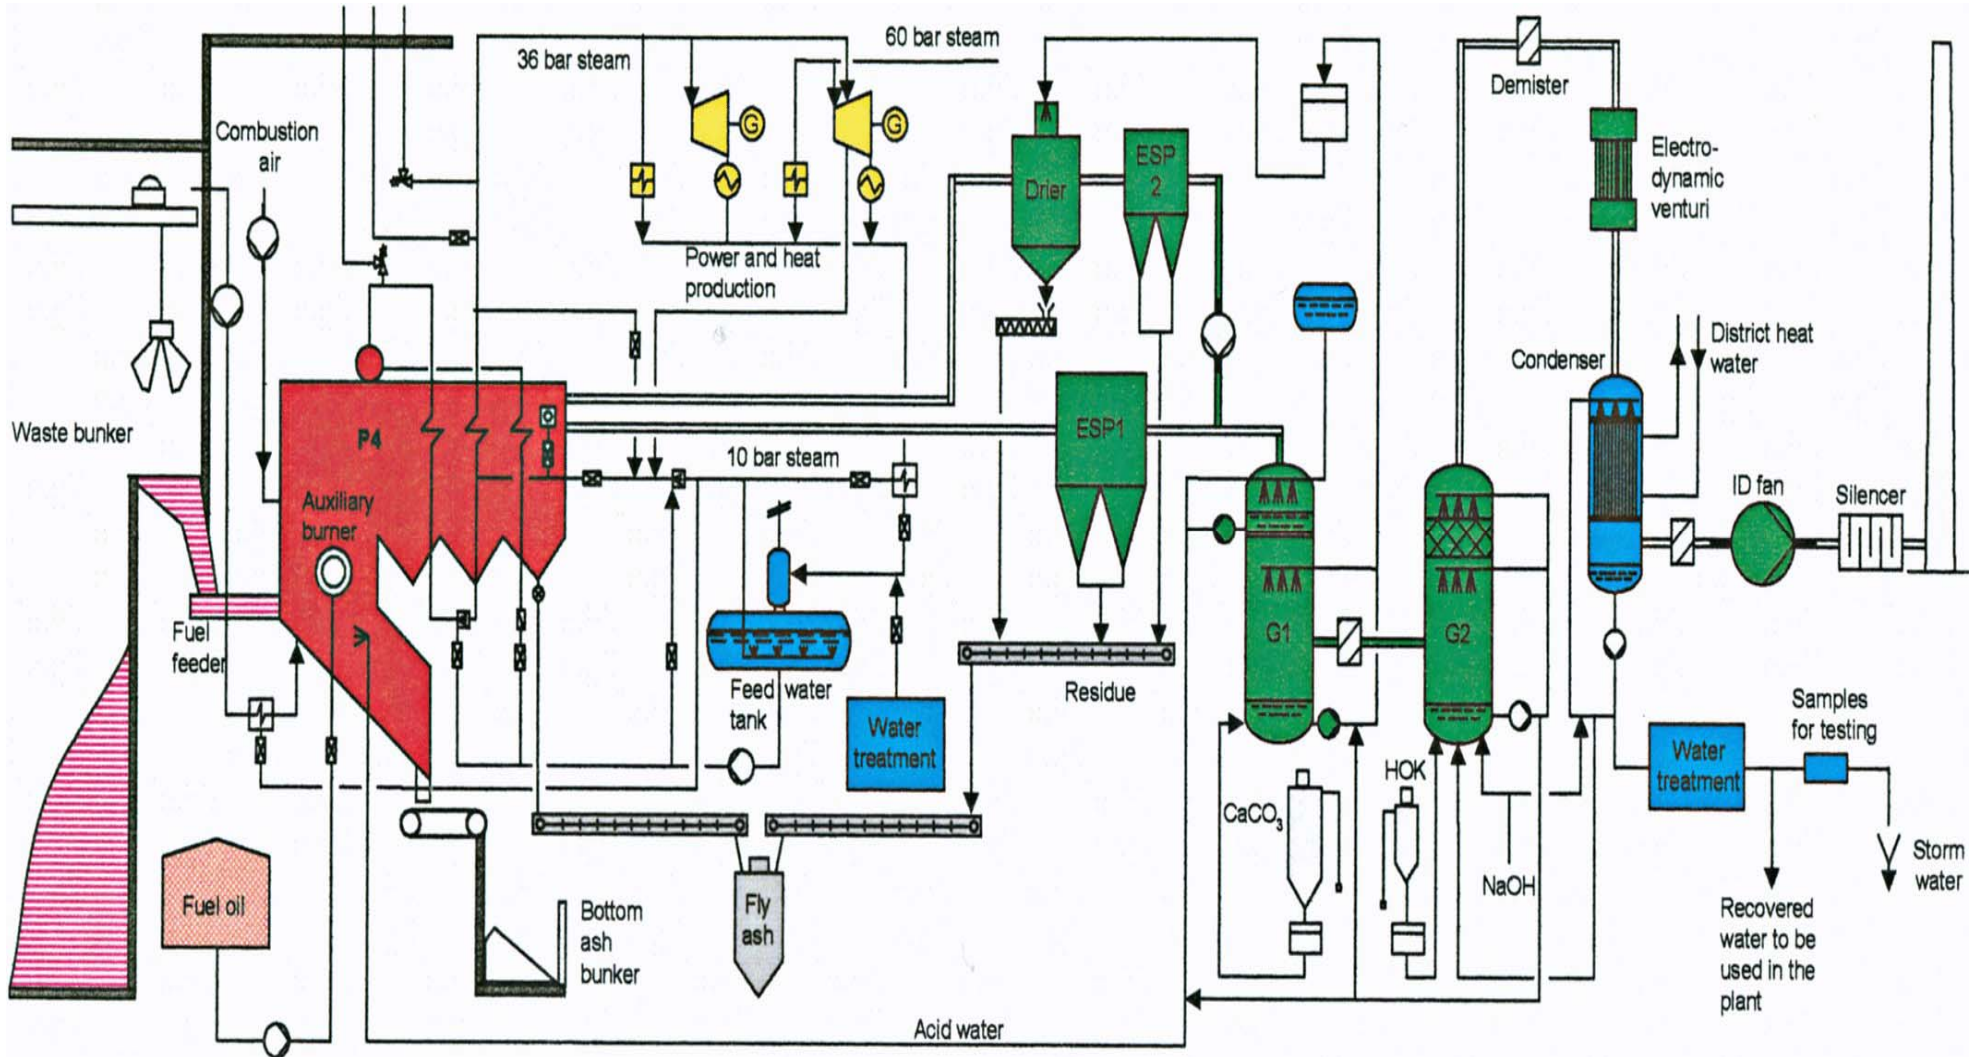 36 bar steam
60 bar steam
Demister
Combustion
air
G
G
ESP
2
Drier
Electro-
dynamic
venturi
Power and heat
production
District heat
water
Condenser
Waste bunker
P4
ESP1
10 bar steam
Auxiliary
burner
ID fan
Silencer
Fuel
feeder
G1
G2
Feed water
tank
Residue
Water
treatment
Samples
for testing
Water
treatment
HOK
CaCO3
NaOH
Storm
water
Fuel oil
Fly
ash
Bottom
ash
bunker
Recovered
water to be
used in the
plant
Acid water